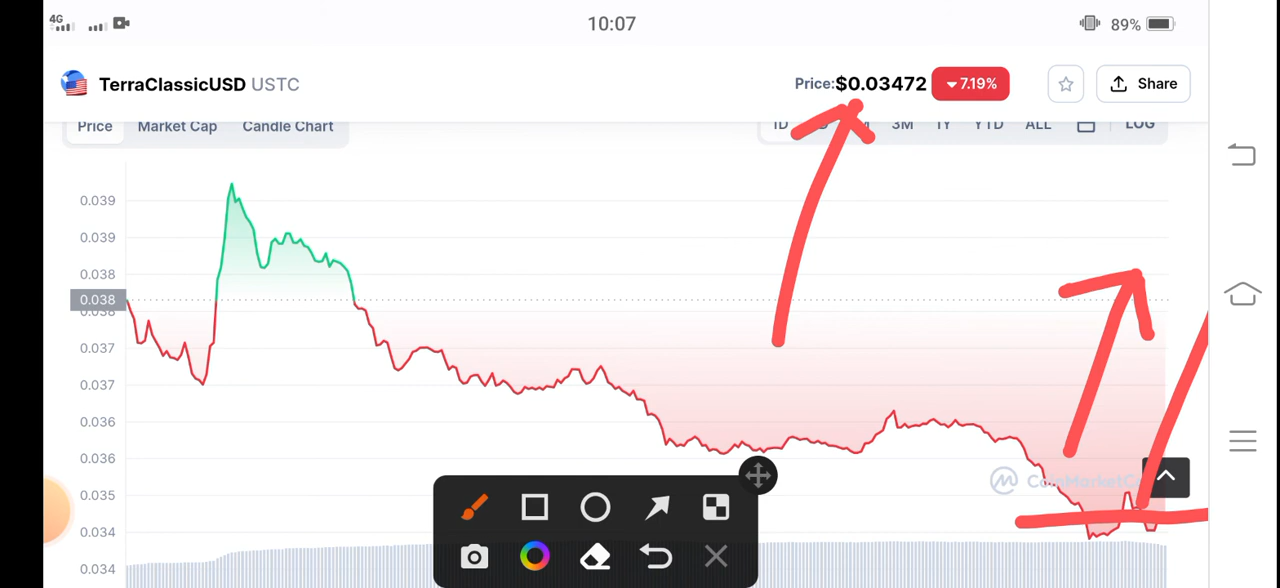 4G
10:07
89%
TerraClassicUSD USTC
Price:$0.03472
7.19%
Share
Price Market Cap Candle Chart
1D 3M 1Y YTD ALL LOG
0.039
0.039
0.038
0.038
0.038
0.037
0.037
0.036
0.036
0.035
0.034
0.034